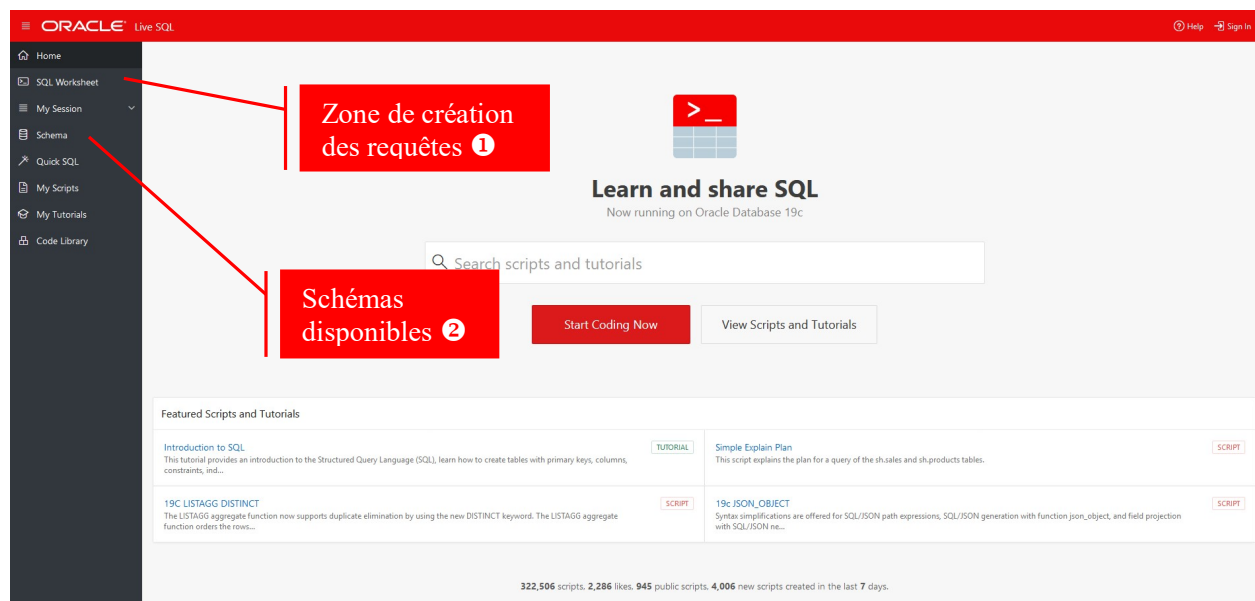 ORACLE Live SQL
Help Sign In
Home
SQL Worksheet
My Session
Schema
Quick SQL
My Scripts
My Tutorials
Code Library
Zone de création
des requêtes ❶
Schémas
disponibles ❷
Learn and share SQL
Now running on Oracle Database 19c
Search scripts and tutorials
Start Coding Now
View Scripts and Tutorials
Featured Scripts and Tutorials
Introduction to SQL
TUTORIAL
This tutorial provides an introduction to the Structured Query Language (SQL), learn how to create tables with primary keys, columns,
constraints, ind...
Simple Explain Plan
SCRIPT
This script explains the plan for a query of the sh.sales and sh.products tables.
19C LISTAGG DISTINCT
SCRIPT
The LISTAGG aggregate function now supports duplicate elimination by using the new DISTINCT keyword. The LISTAGG aggregate
function orders the rows...
19c JSON_OBJECT
SCRIPT
Syntax simplifications are offered for SQL/JSON path expressions, SQL/JSON generation with function json_object, and field projection
with SQL/JSON ne...
322,506 scripts, 2,286 likes, 945 public scripts, 4,006 new scripts created in the last 7 days.